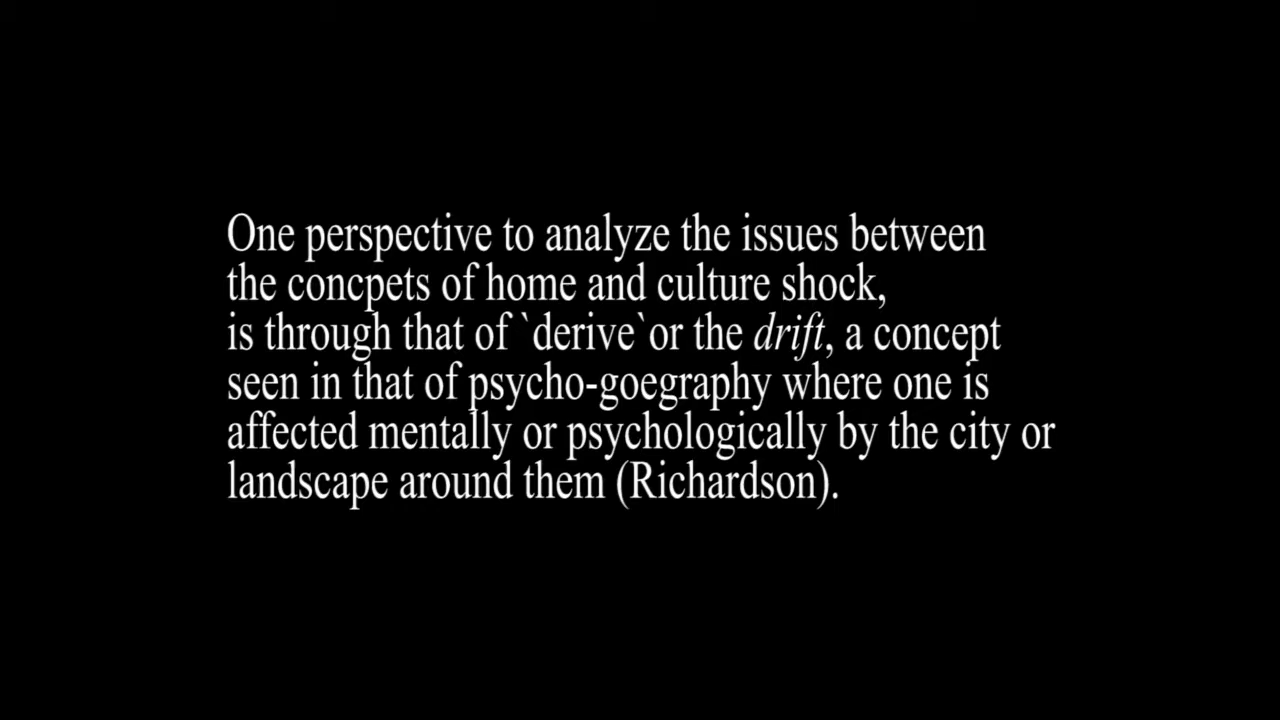 One perspective to analyze the issues between
the concpets of home and culture shock,
is through that of `derive`or the drift, a concept
seen in that of psycho-goegraphy where one is
affected mentally or psychologically by the city or
landscape around them (Richardson).